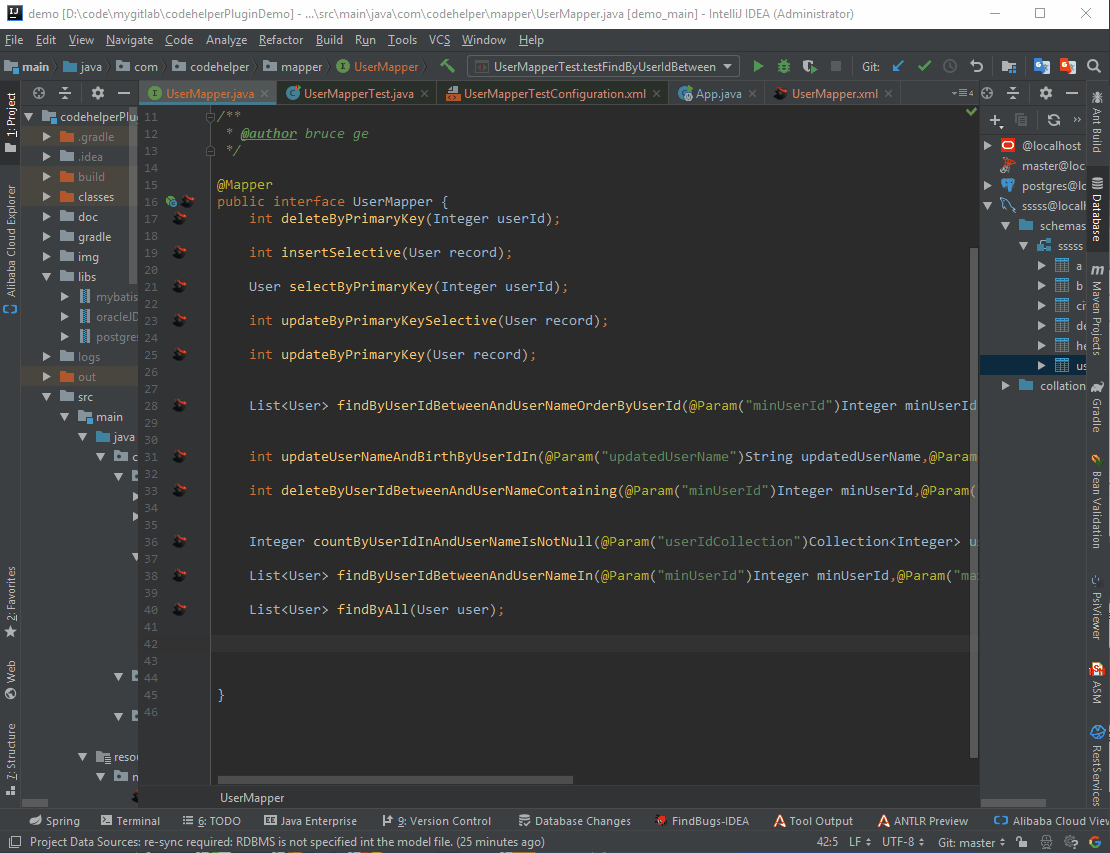 demo [D:\code\mygitlab\codehelperPluginDemo] - ...\src\main\java\com\codehelper\mapper\UserMapper.java [demo_main] - IntelliJ IDEA (Administrator)
File Edit View Navigate Code Analyze Refactor Build Run Tools VCS Window Help
main java com codehelper mapper UserMapper UserMapperTest.testFindByUserIdBetween Git:
UserMapper.java UserMapperTest.java UserMapperTestConfiguration.xml App.java UserMapper.xml
1: Project
Alibaba Cloud Explorer
2: Favorites
Web
7: Structure
codehelperPlu
.gradle
.idea
build
classes
doc
gradle
img
libs
mybatis
oracleJD
postgre
logs
out
src
main
java
resou
11 /**
12 * @author bruce ge
13 */
14
15 @Mapper
16 public interface UserMapper {
17 int deleteByPrimaryKey(Integer userId);
18
19 int insertSelective(User record);
20
21 User selectByPrimaryKey(Integer userId);
22
23 int updateByPrimaryKeySelective(User record);
24
25 int updateByPrimaryKey(User record);
26
27
28 List<User> findByUserIdBetweenAndUserNameOrderByUserId(@Param("minUserId")Integer minUserId
29
30
31 int updateUserNameAndBirthByUserIdIn(@Param("updatedUserName")String updatedUserName,@Param
32
33 int deleteByUserIdBetweenAndUserNameContaining(@Param("minUserId")Integer minUserId,@Param(
34
35
36 Integer countByUserIdInAndUserNameIsNotNull(@Param("userIdCollection")Collection<Integer> u
37
38 List<User> findByUserIdBetweenAndUserNameIn(@Param("minUserId")Integer minUserId,@Param("ma
39
40 List<User> findByAll(User user);
41
42
43
44
45 }
46
UserMapper
@localhost
master@loc
postgres@lo
sssss@localh
schemas
sssss
a
b
cit
de
he
us
collation
Ant Build
Database
Maven Projects
Gradle
Bean Validation
PsiViewer
ASM
RestServices
Spring Terminal 6: TODO Java Enterprise 9: Version Control Database Changes FindBugs-IDEA Tool Output ANTLR Preview Alibaba Cloud View
Project Data Sources: re-sync required: RDBMS is not specified int the model file. (25 minutes ago) 42:5 LF UTF-8 Git: master